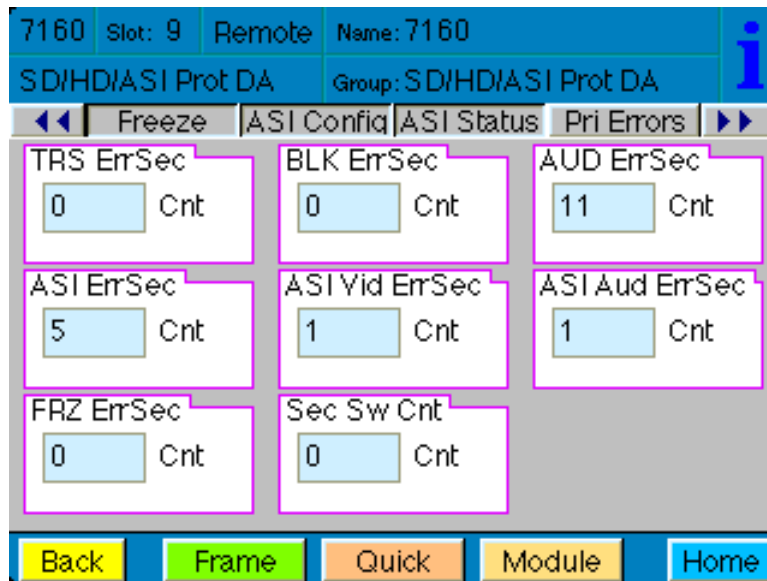 7160 Slot: 9 Remote Name: 7160 i
SD/HD/ASI Prot DA Group: SD/HD/ASI Prot DA
Freeze ASI Config ASI Status Pri Errors
TRS ErrSec BLK ErrSec AUD ErrSec
0 Cnt 0 Cnt 11 Cnt
ASI ErrSec ASI Vid ErrSec ASI Aud ErrSec
5 Cnt 1 Cnt 1 Cnt
FRZ ErrSec Sec Sw Cnt
0 Cnt 0 Cnt
Back Frame Quick Module Home